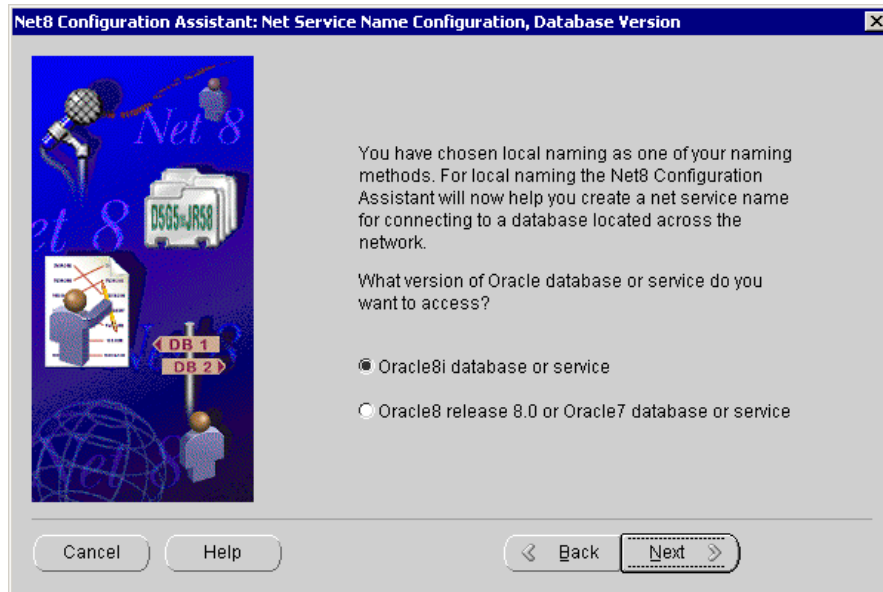 Net8 Configuration Assistant: Net Service Name Configuration, Database Version
Net 8
D5G5 JR58
et 8
DB 1
DB 2
You have chosen local naming as one of your naming
methods. For local naming the Net8 Configuration
Assistant will now help you create a net service name
for connecting to a database located across the
network.
What version of Oracle database or service do you
want to access?
Oracle8i database or service
Oracle8 release 8.0 or Oracle7 database or service
Cancel
Help
Back
Next